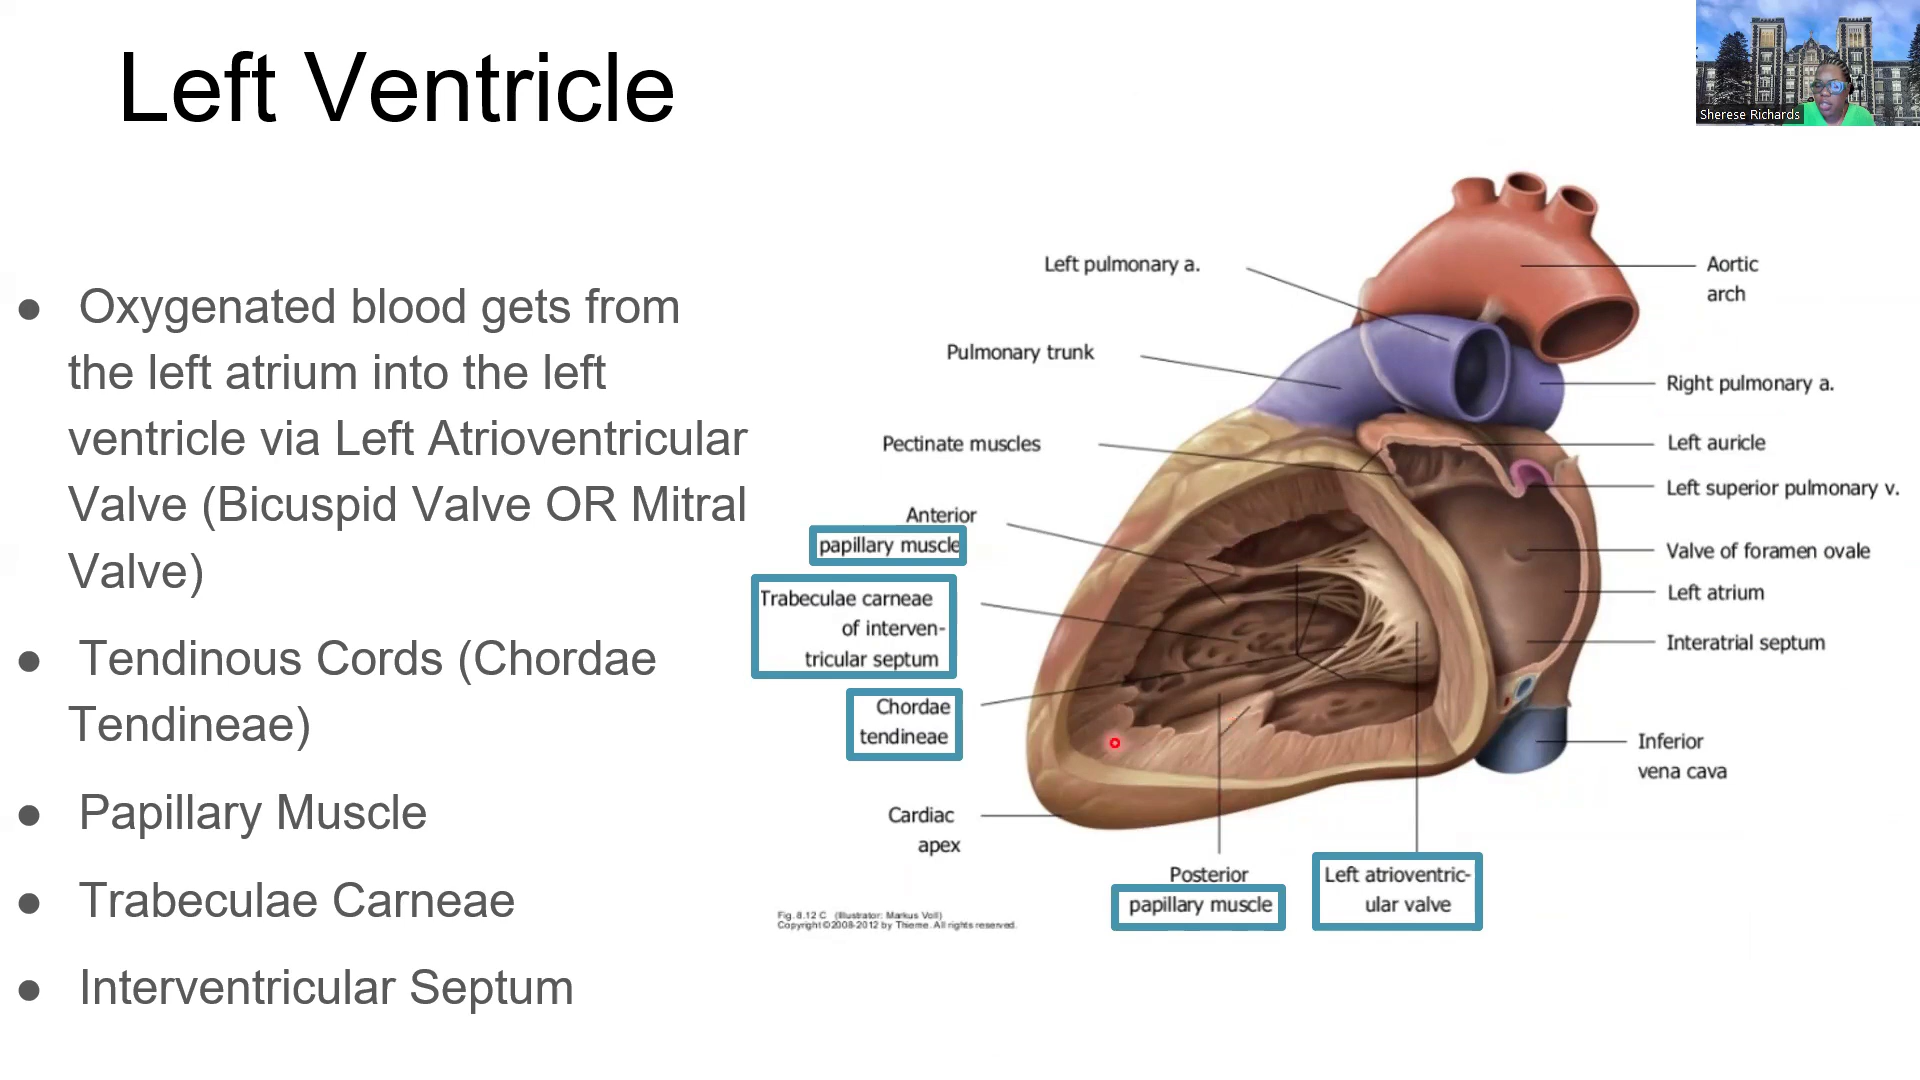 Left Ventricle
Sherese Richards
● Oxygenated blood gets from
the left atrium into the left
ventricle via Left Atrioventricular
Valve (Bicuspid Valve OR Mitral
Valve)
● Tendinous Cords (Chordae
Tendineae)
● Papillary Muscle
● Trabeculae Carneae
● Interventricular Septum
Left pulmonary a.
Pulmonary trunk
Pectinate muscles
Anterior
papillary muscle
Trabeculae carneae
of interven-
tricular septum
Chordae
tendineae
Cardiac
apex
Posterior
papillary muscle
Left atrioventric-
ular valve
Aortic
arch
Right pulmonary a.
Left auricle
Left superior pulmonary v.
Valve of foramen ovale
Left atrium
Interatrial septum
Inferior
vena cava
Fig. 8.12 C (Illustrator: Markus Voll)
Copyright ©2008-2012 by Thieme. All rights reserved.